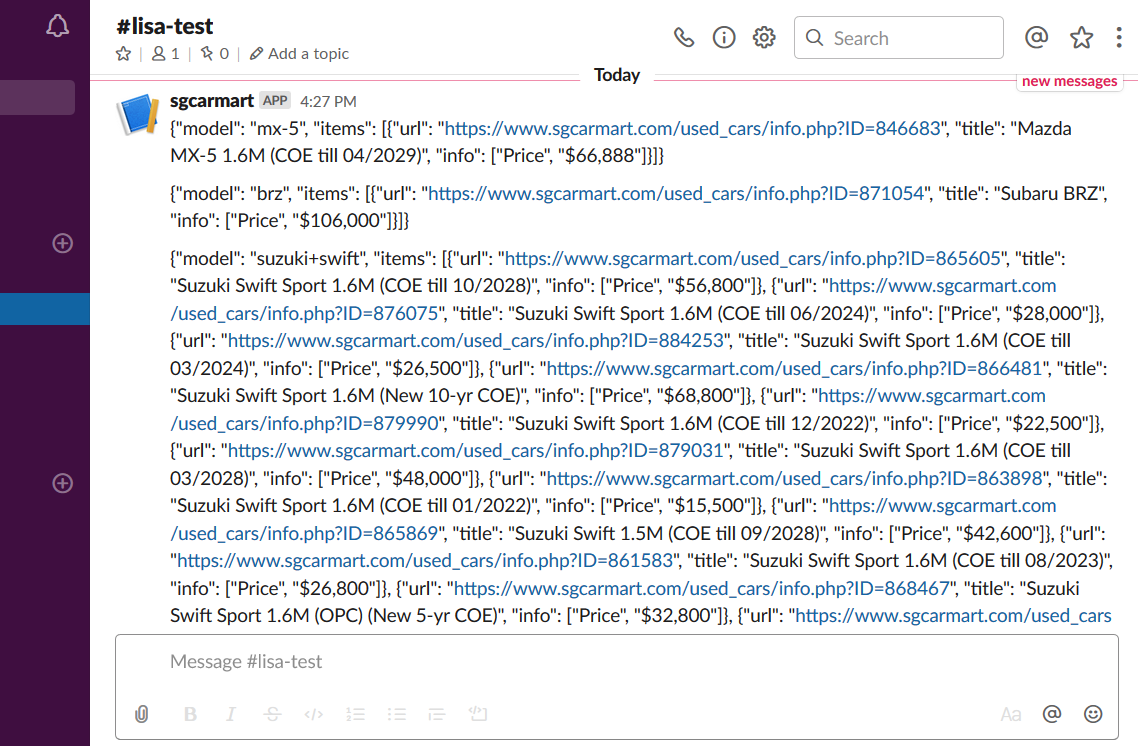 #lisa-test
1 | 0 | Add a topic
Search
Today
new messages
sgcarmart APP 4:27 PM
{"model": "mx-5", "items": [{"url": "https://www.sgcarmart.com/used_cars/info.php?ID=846683", "title": "Mazda
MX-5 1.6M (COE till 04/2029)", "info": ["Price", "$66,888"]}]}
{"model": "brz", "items": [{"url": "https://www.sgcarmart.com/used_cars/info.php?ID=871054", "title": "Subaru BRZ",
"info": ["Price", "$106,000"]}]}
{"model": "suzuki+swift", "items": [{"url": "https://www.sgcarmart.com/used_cars/info.php?ID=865605", "title":
"Suzuki Swift Sport 1.6M (COE till 10/2028)", "info": ["Price", "$56,800"]}, {"url": "https://www.sgcarmart.com
/used_cars/info.php?ID=876075", "title": "Suzuki Swift Sport 1.6M (COE till 06/2024)", "info": ["Price", "$28,000"]},
{"url": "https://www.sgcarmart.com/used_cars/info.php?ID=884253", "title": "Suzuki Swift Sport 1.6M (COE till
03/2024)", "info": ["Price", "$26,500"]}, {"url": "https://www.sgcarmart.com/used_cars/info.php?ID=866481", "title":
"Suzuki Swift Sport 1.6M (New 10-yr COE)", "info": ["Price", "$68,800"]}, {"url": "https://www.sgcarmart.com
/used_cars/info.php?ID=879990", "title": "Suzuki Swift Sport 1.6M (COE till 12/2022)", "info": ["Price", "$22,500"]},
{"url": "https://www.sgcarmart.com/used_cars/info.php?ID=879031", "title": "Suzuki Swift Sport 1.6M (COE till
03/2028)", "info": ["Price", "$48,000"]}, {"url": "https://www.sgcarmart.com/used_cars/info.php?ID=863898", "title":
"Suzuki Swift Sport 1.6M (COE till 01/2022)", "info": ["Price", "$15,500"]}, {"url": "https://www.sgcarmart.com
/used_cars/info.php?ID=865869", "title": "Suzuki Swift 1.5M (COE till 09/2028)", "info": ["Price", "$42,600"]}, {"url":
"https://www.sgcarmart.com/used_cars/info.php?ID=861583", "title": "Suzuki Swift Sport 1.6M (COE till 08/2023)",
"info": ["Price", "$26,800"]}, {"url": "https://www.sgcarmart.com/used_cars/info.php?ID=868467", "title": "Suzuki
Swift Sport 1.6M (OPC) (New 5-yr COE)", "info": ["Price", "$32,800"]}, {"url": "https://www.sgcarmart.com/used_cars
Message #lisa-test
B I S </> Aa @